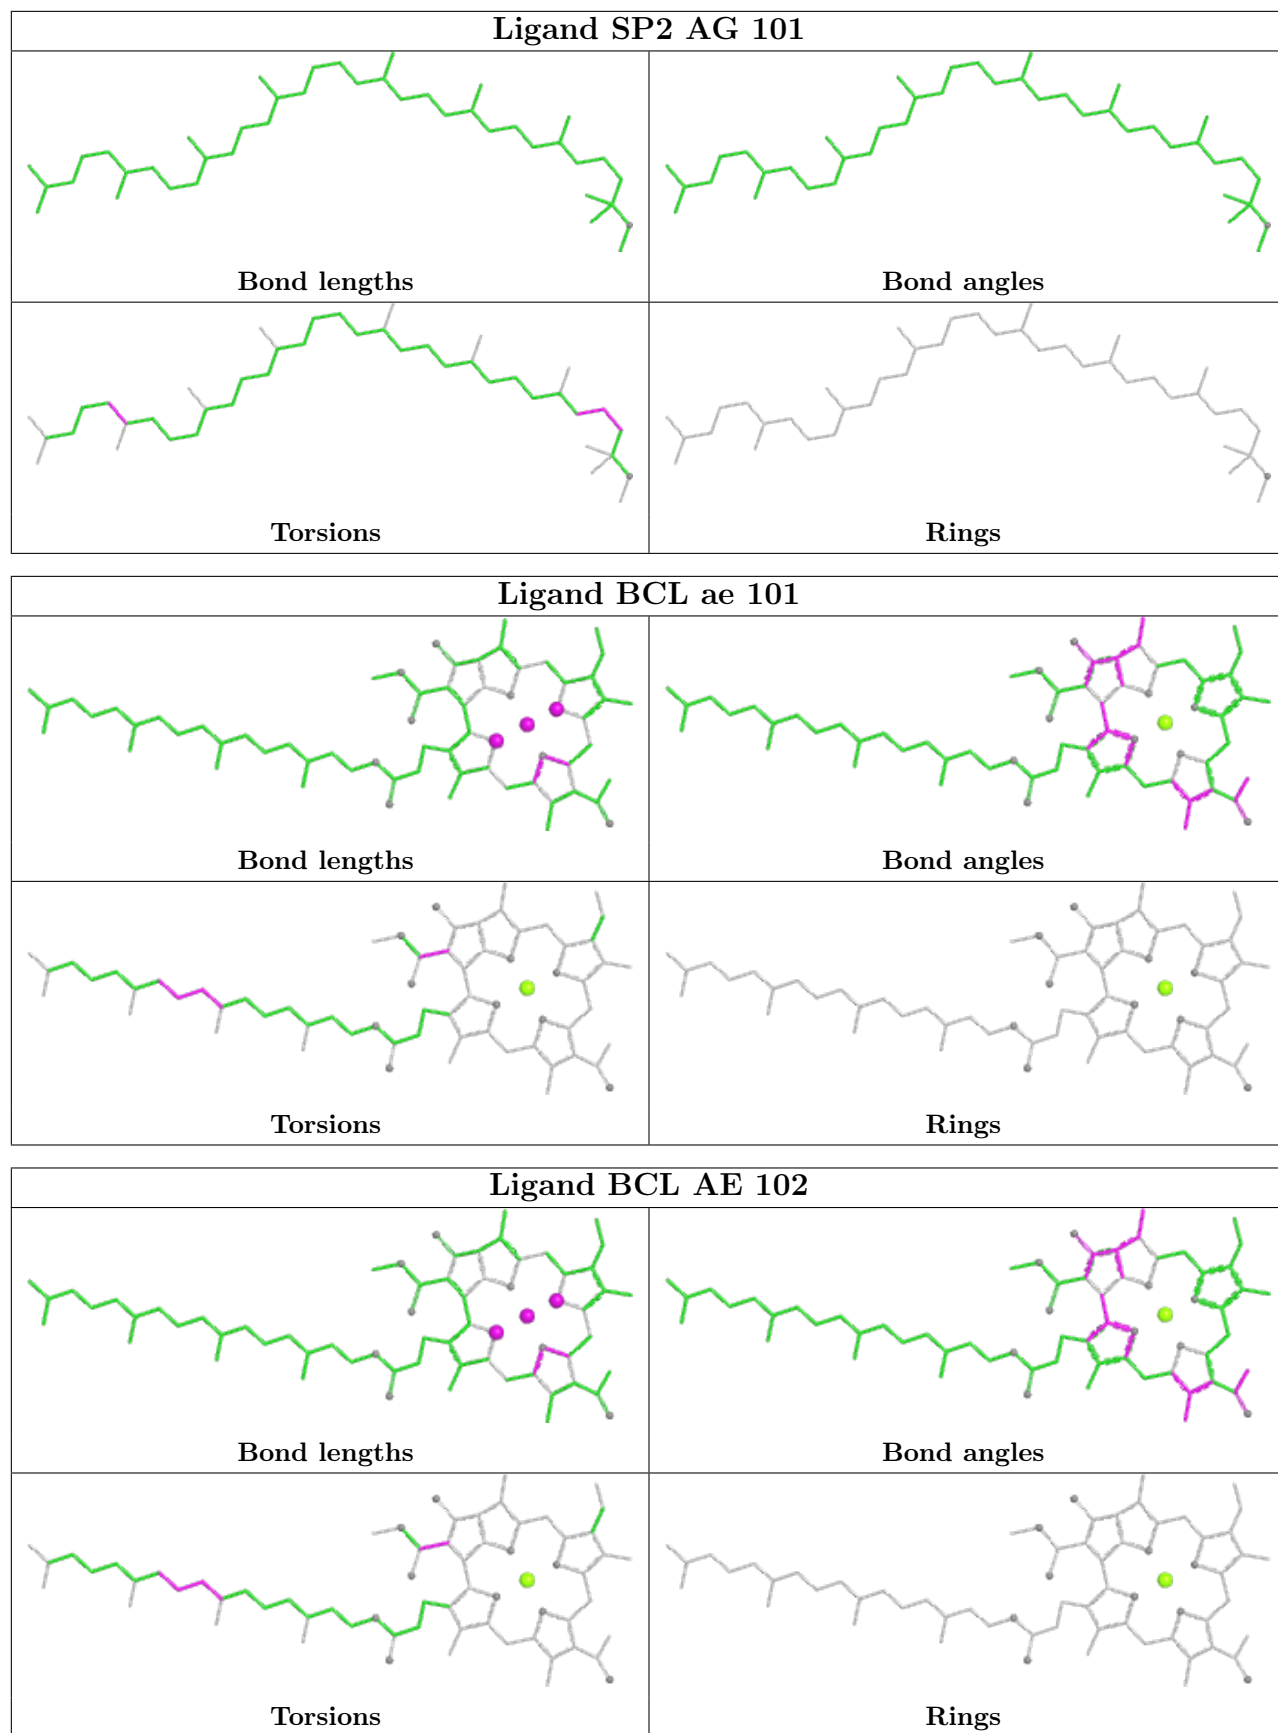 Ligand SP2 AG 101
Bond lengths
Bond angles
Torsions
Rings
Ligand BCL ae 101
Bond lengths
Bond angles
Torsions
Rings
Ligand BCL AE 102
Bond lengths
Bond angles
Torsions
Rings